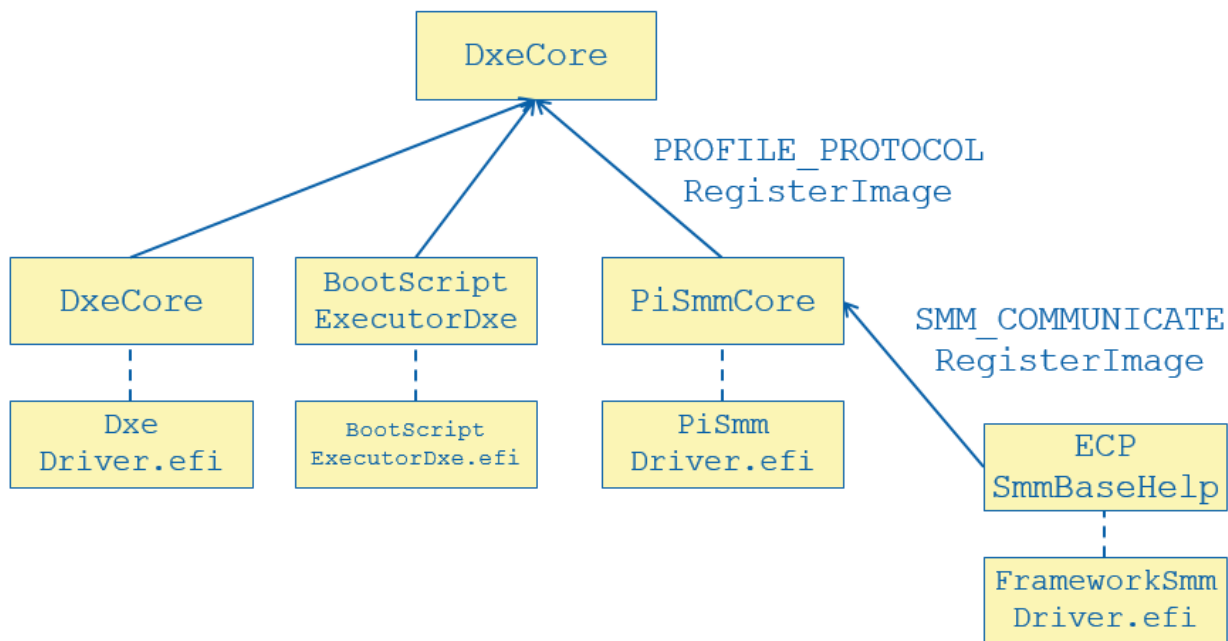 DxeCore
PROFILE_PROTOCOL
RegisterImage
DxeCore
BootScript
ExecutorDxe
PiSmmCore
SMM_COMMUNICATE
RegisterImage
Dxe
Driver.efi
BootScript
ExecutorDxe.efi
PiSmm
Driver.efi
ECP
SmmBaseHelp
FrameworkSmm
Driver.efi